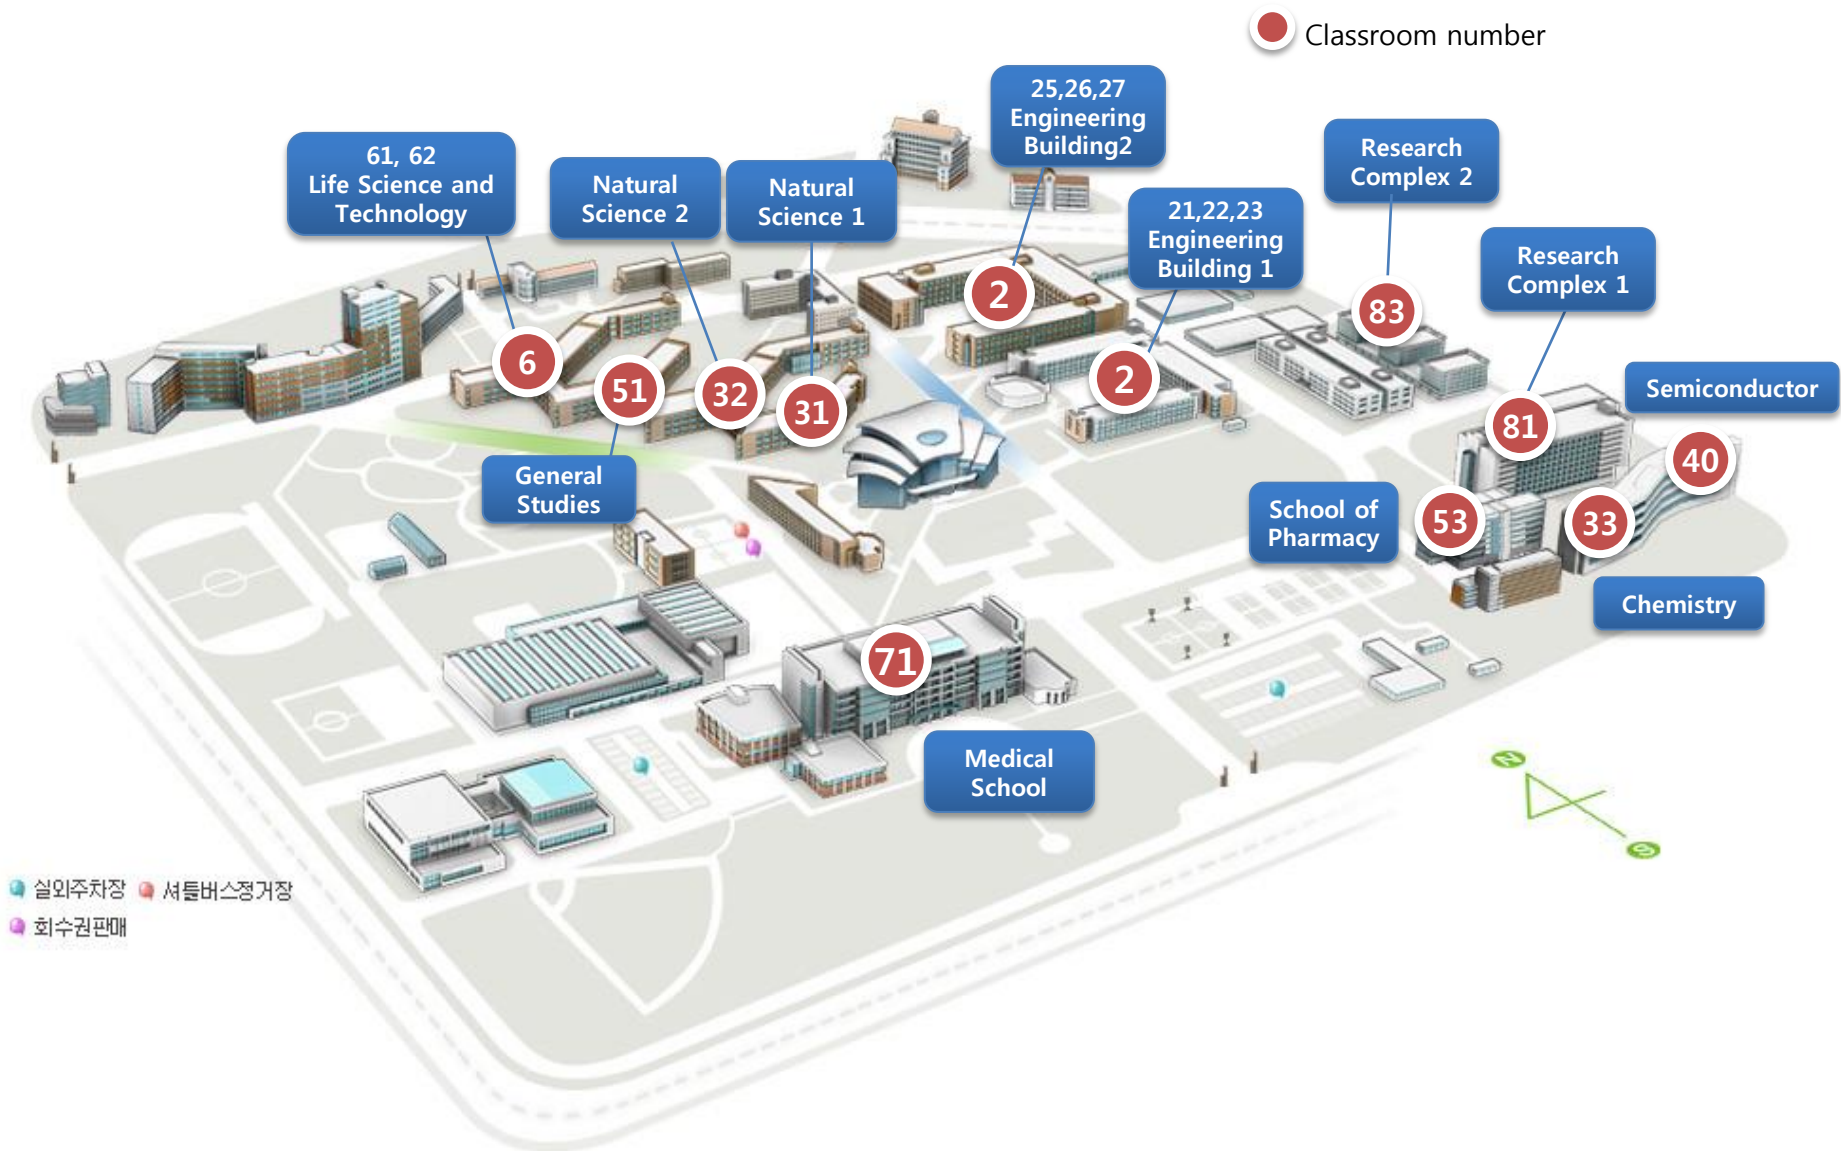 Classroom number
25,26,27
Engineering
Building2
61, 62
Life Science and
Technology
Natural
Science 2
Natural
Science 1
Research
Complex 2
21,22,23
Engineering
Building 1
Research
Complex 1
2
83
6
51
32
31
2
81
Semiconductor
40
General
Studies
School of
Pharmacy
53
33
Chemistry
71
Medical
School
N
S
실외주차장
셔틀버스정거장
회수권판매